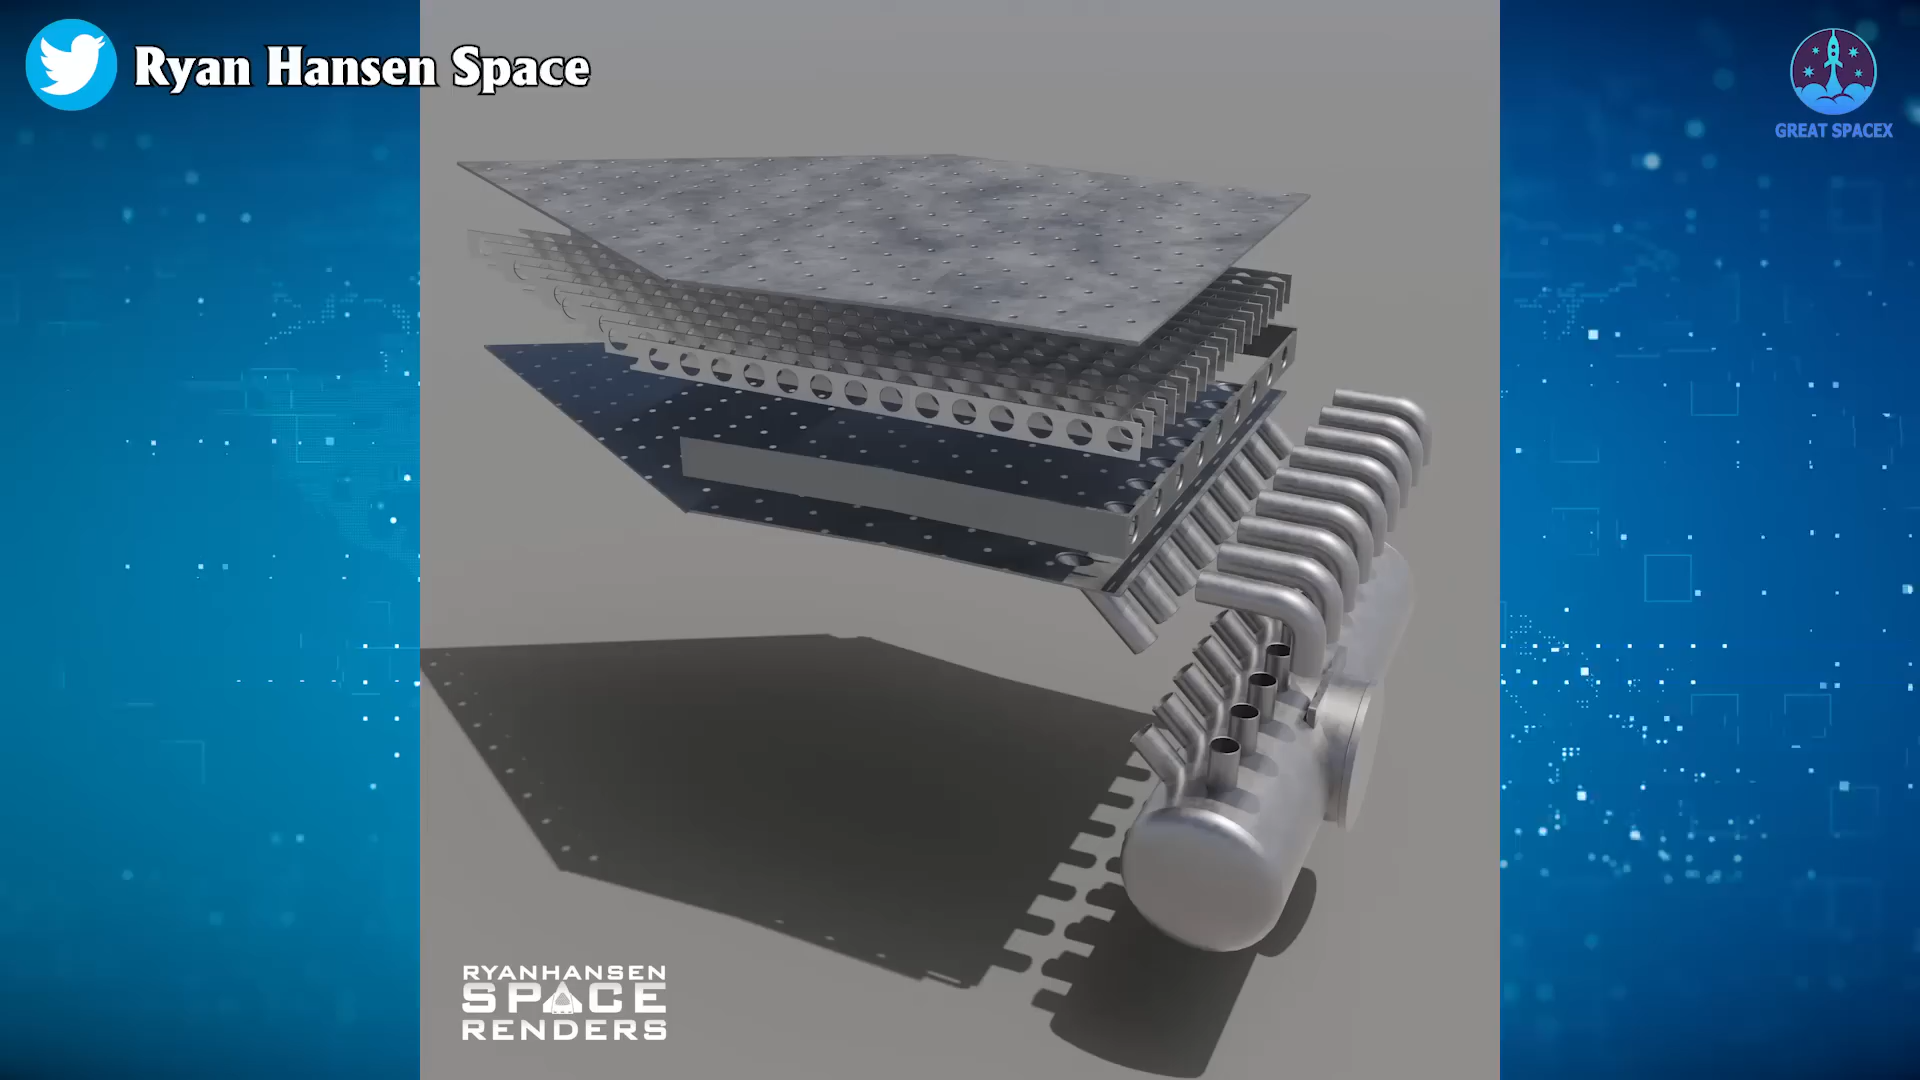 Ryan Hansen Space
GREAT SPACEX
RYANHANSEN
SPACE
RENDERS